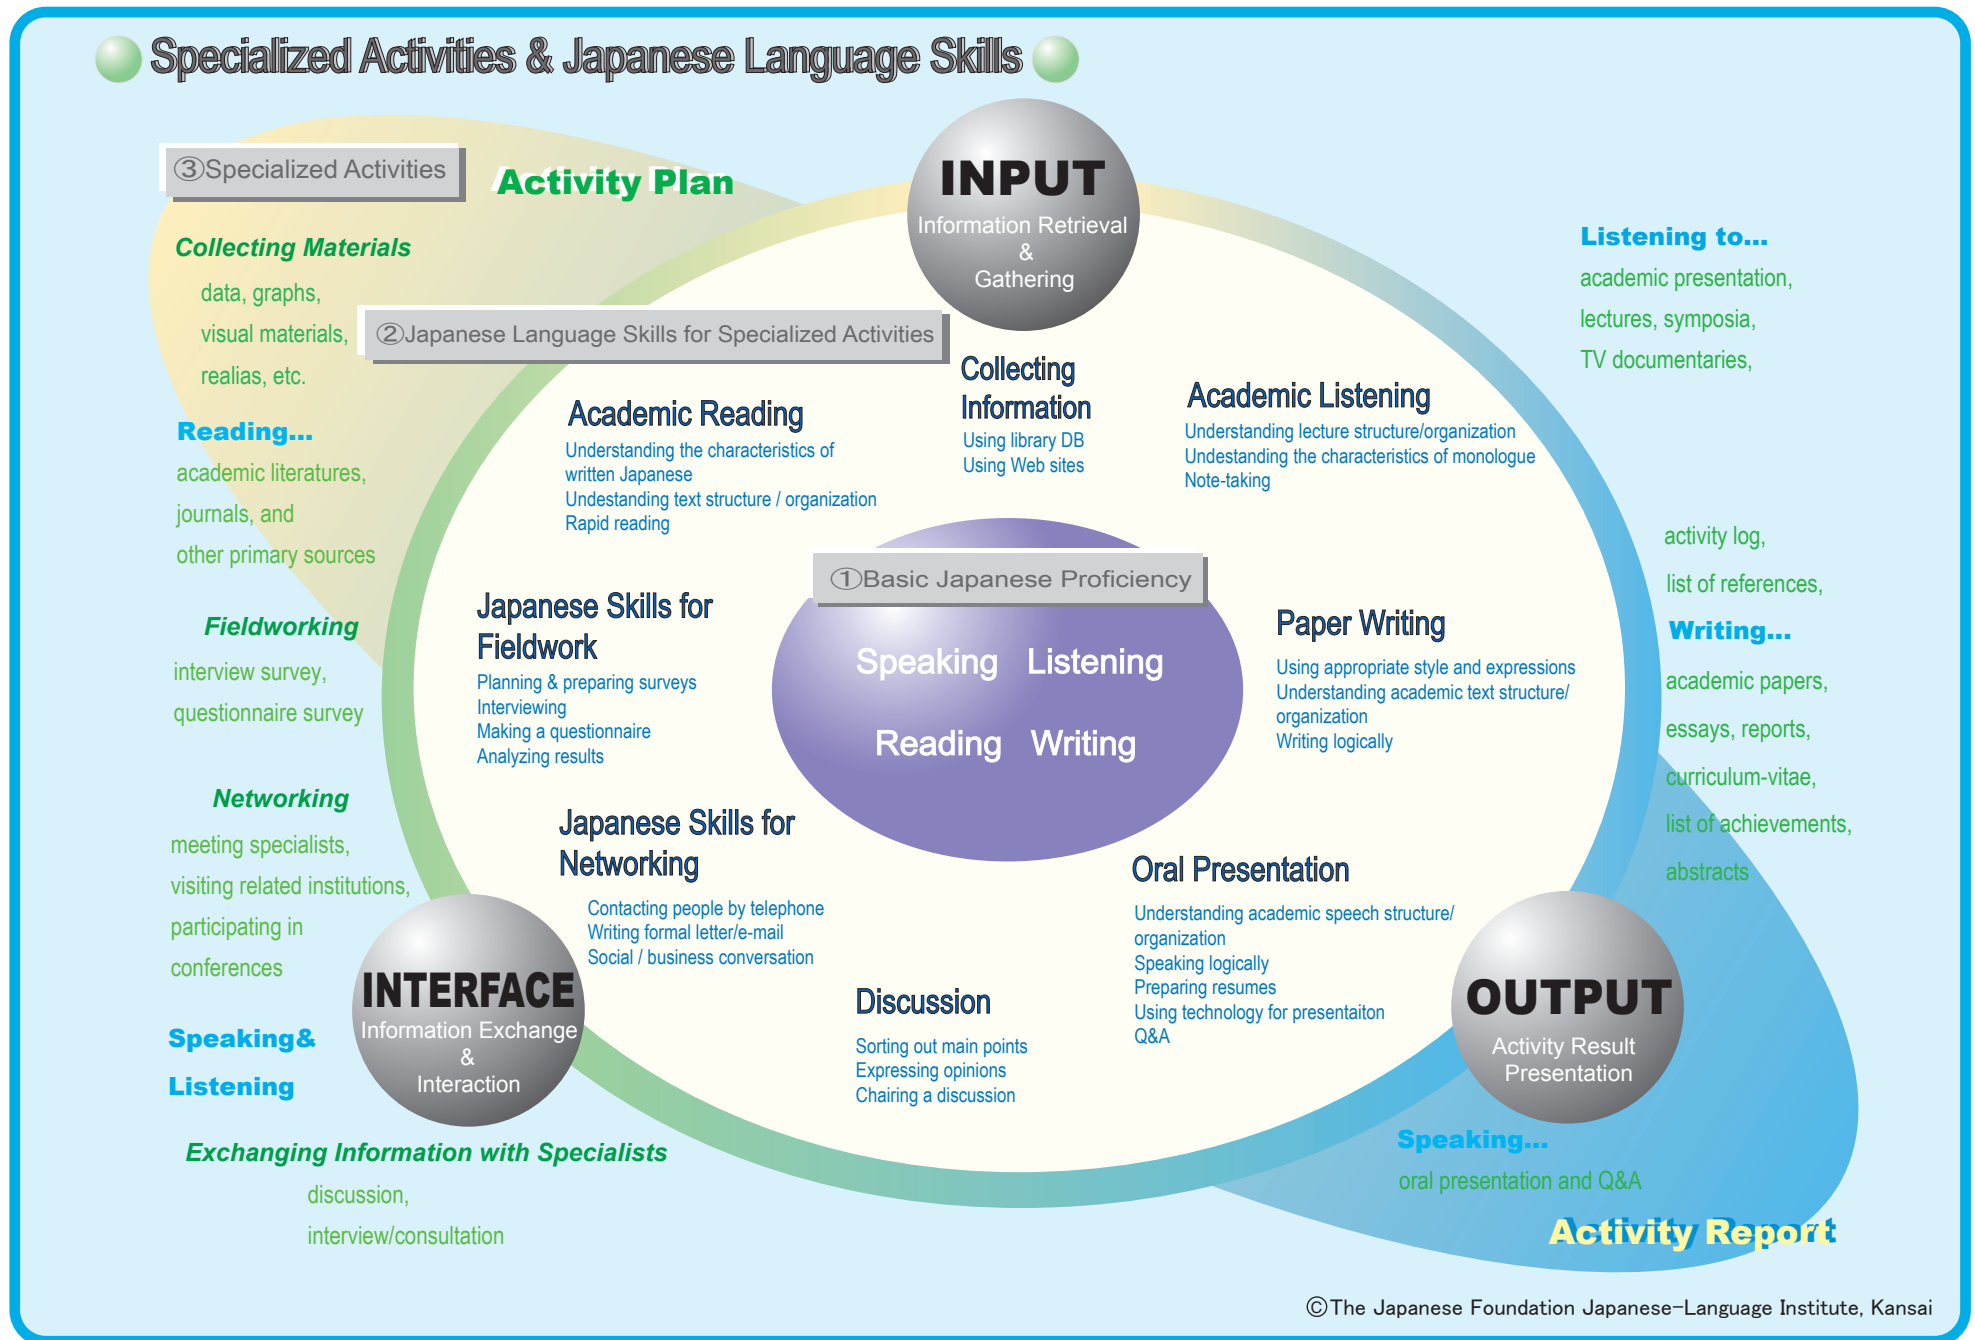 Specialized Activities & Japanese Language Skills
③Specialized Activities
Activity Plan
Collecting Materials
data, graphs,
visual materials,
realias, etc.
Reading...
academic literatures,
journals, and
other primary sources
Fieldworking
interview survey,
questionnaire survey
Networking
meeting specialists,
visiting related institutions,
participating in
conferences
Speaking&
Listening
Exchanging Information with Specialists
discussion,
interview/consultation
INPUT
Information Retrieval
&
Gathering
②Japanese Language Skills for Specialized Activities
Academic Reading
Understanding the characteristics of
written Japanese
Undestanding text structure / organization
Rapid reading
Collecting
Information
Using library DB
Using Web sites
Academic Listening
Understanding lecture structure/organization
Undestanding the characteristics of monologue
Note-taking
①Basic Japanese Proficiency
Speaking Listening
Reading Writing
Japanese Skills for
Fieldwork
Planning & preparing surveys
Interviewing
Making a questionnaire
Analyzing results
Paper Writing
Using appropriate style and expressions
Understanding academic text structure/
organization
Writing logically
Japanese Skills for
Networking
Contacting people by telephone
Writing formal letter/e-mail
Social / business conversation
Discussion
Sorting out main points
Expressing opinions
Chairing a discussion
Oral Presentation
Understanding academic speech structure/
organization
Speaking logically
Preparing resumes
Using technology for presentaiton
Q&A
INTERFACE
Information Exchange
&
Interaction
OUTPUT
Activity Result
Presentation
Listening to...
academic presentation,
lectures, symposia,
TV documentaries,
activity log,
list of references,
Writing...
academic papers,
essays, reports,
curriculum-vitae,
list of achievements,
abstracts
Speaking...
oral presentation and Q&A
Activity Report
©The Japanese Foundation Japanese-Language Institute, Kansai